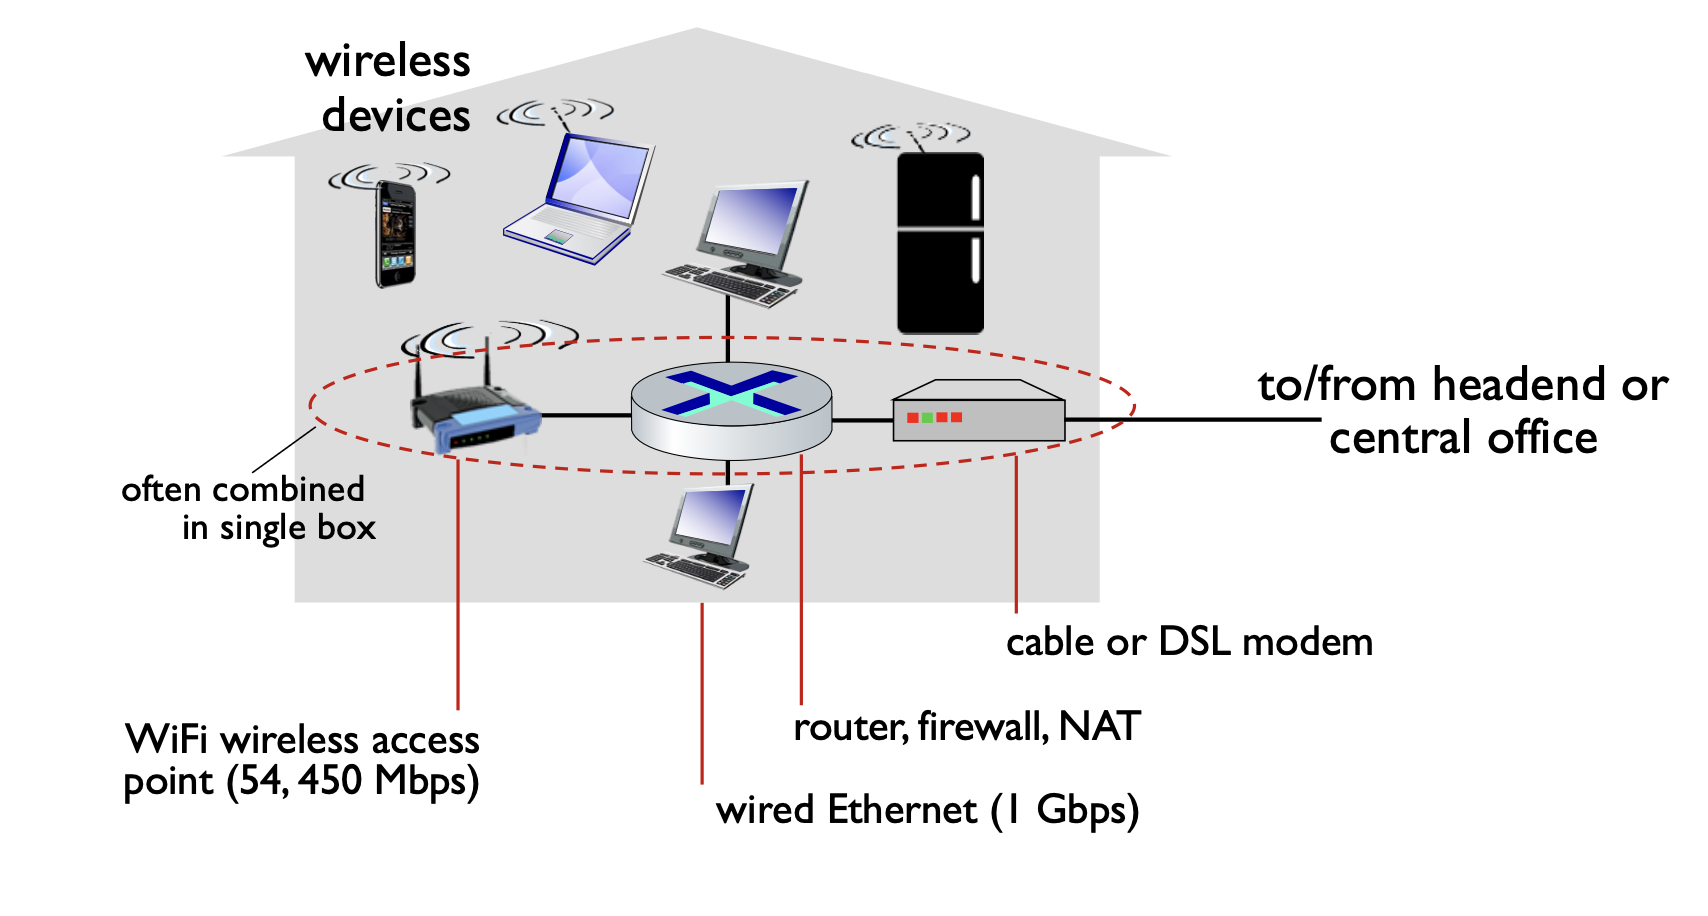 wireless
devices
to/from headend or
central office
often combined
in single box
cable or DSL modem
router, firewall, NAT
WiFi wireless access
point (54, 450 Mbps)
wired Ethernet (1 Gbps)